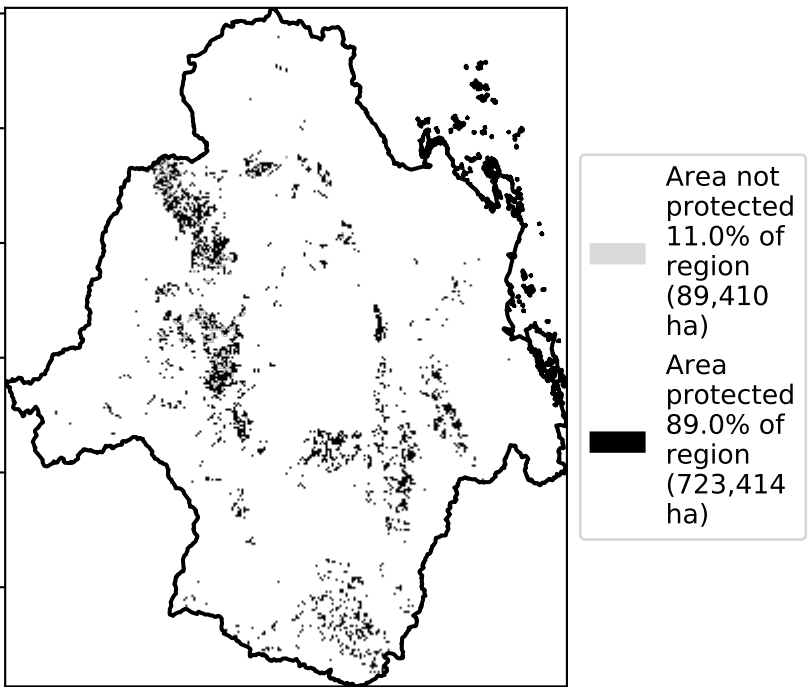 Area not
protected
11.0% of
region
(89,410
ha)
Area
protected
89.0% of
region
(723,414
ha)